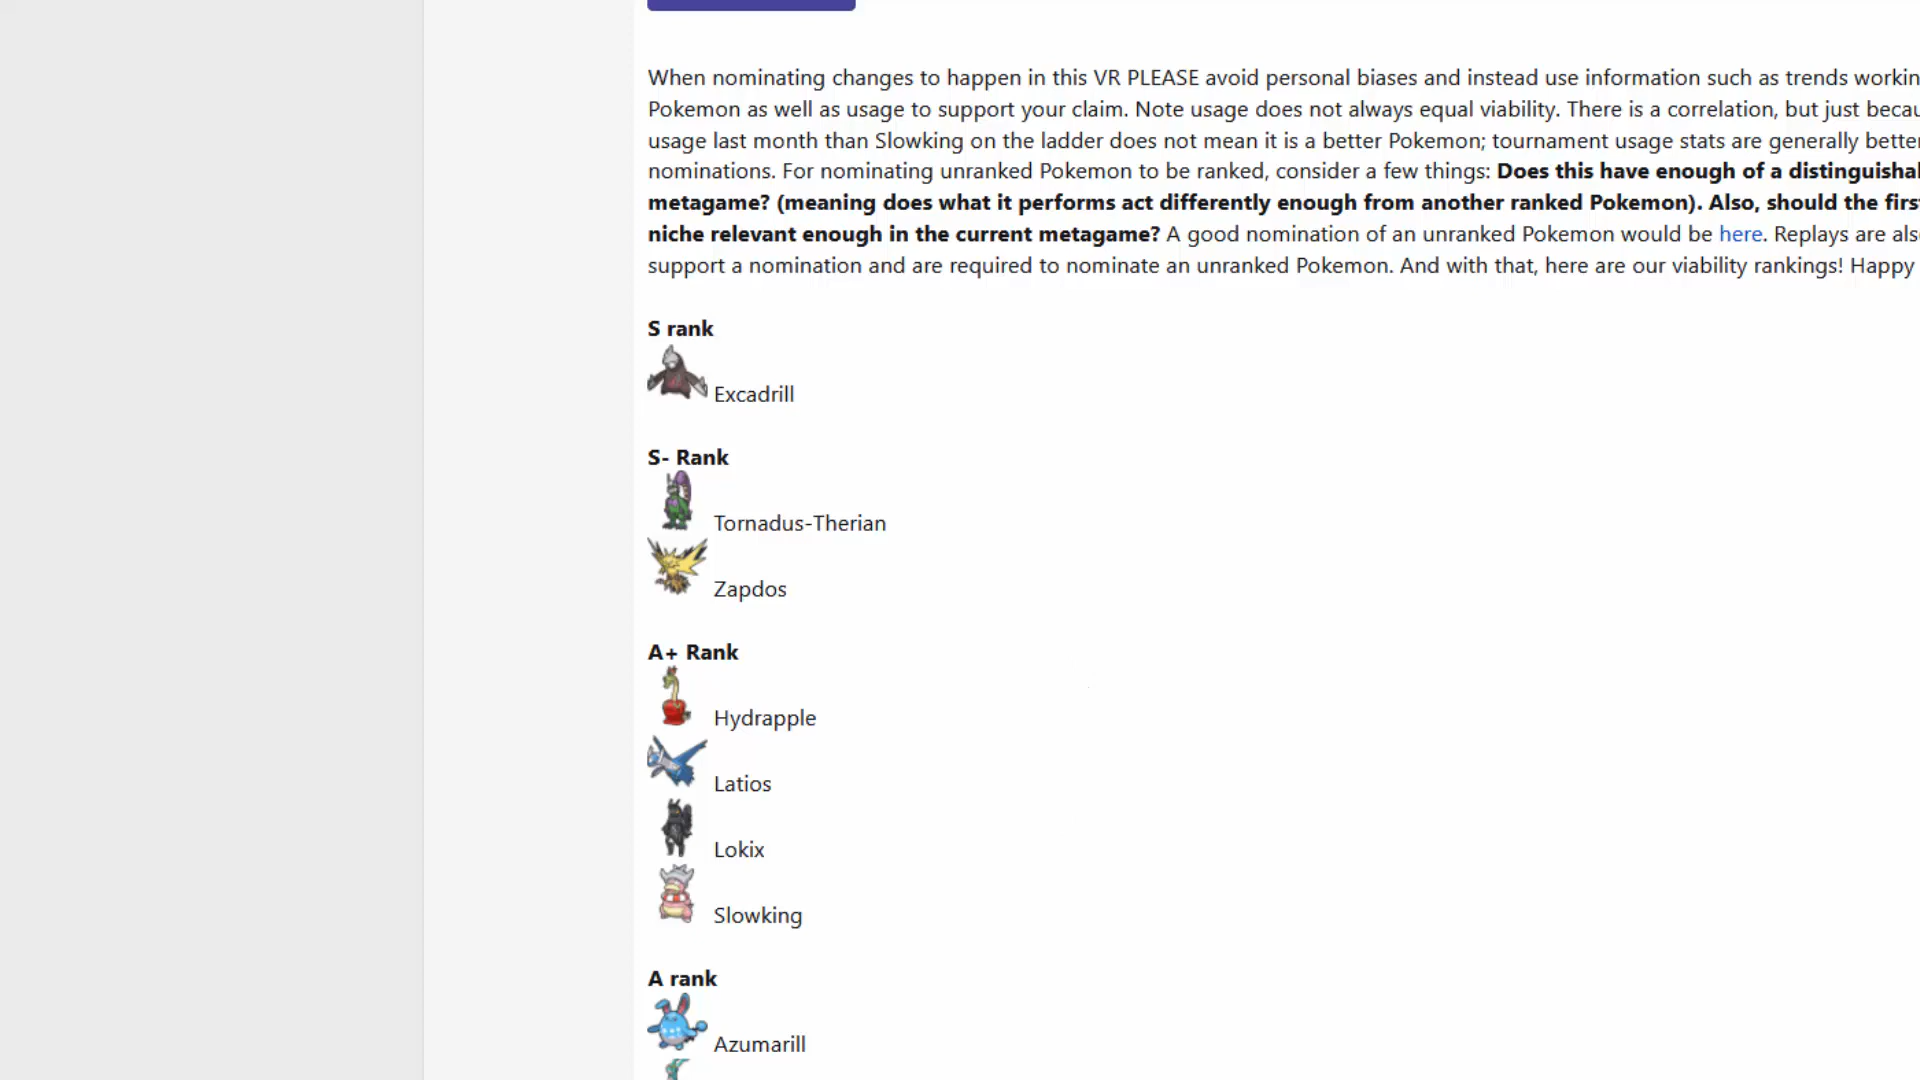 When nominating changes to happen in this VR PLEASE avoid personal biases and instead use information such as trends
Pokemon as well as usage to support your claim. Note usage does not always equal viability. There is a correlation, but just
usage last month than Slowking on the ladder does not mean it is a better Pokemon; tournament usage stats are generally better
nominations. For nominating unranked Pokemon to be ranked, consider a few things: Does this have enough of a
metagame? (meaning does what it performs act differently enough from another ranked Pokemon). Also, should the
niche relevant enough in the current metagame? A good nomination of an unranked Pokemon would be here. Replays are
support a nomination and are required to nominate an unranked Pokemon. And with that, here are our viability rankings! Happy
S rank
Excadrill
S- Rank
Tornadus-Therian
Zapdos
A+ Rank
Hydrapple
Latios
Lokix
Slowking
A rank
Azumarill